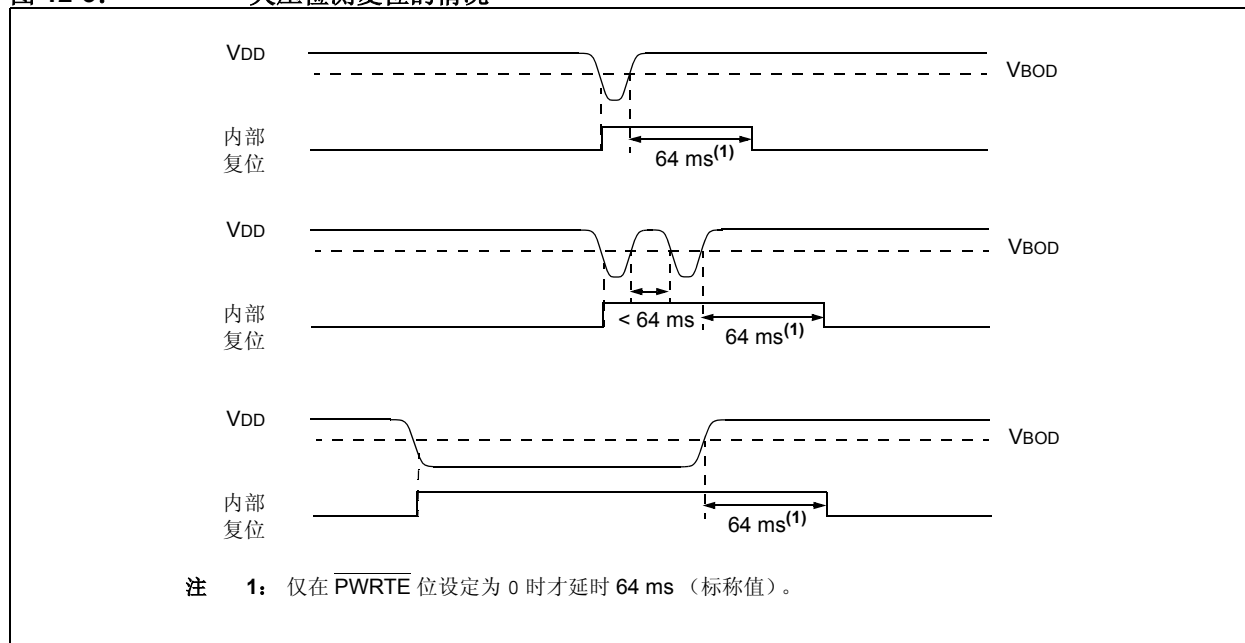 VDD
VBOD
内部
复位
64 ms(1)
VDD
VBOD
内部
复位
< 64 ms
64 ms(1)
VDD
VBOD
内部
复位
64 ms(1)
注 1: 仅在 PWRTE 位设定为 0 时才延时 64 ms （标称值）。